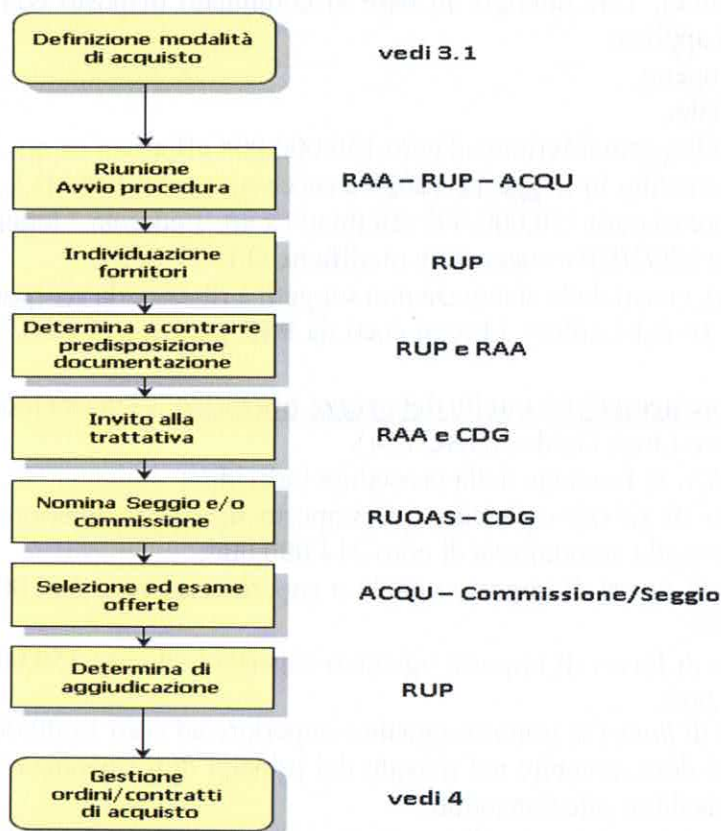 Definizione modalità
di acquisto
vedi 3.1
Riunione
Avvio procedura
RAA – RUP – ACQU
Individuazione
fornitori
RUP
Determina a contrarre
predisposizione
documentazione
RUP e RAA
Invito alla
trattativa
RAA e CDG
Nomina Seggio e/o
commissione
RUOAS – CDG
Selezione ed esame
offerte
ACQU – Commissione/Seggio
Determina di
aggiudicazione
RUP
Gestione
ordini/contratti
di acquisto
vedi 4